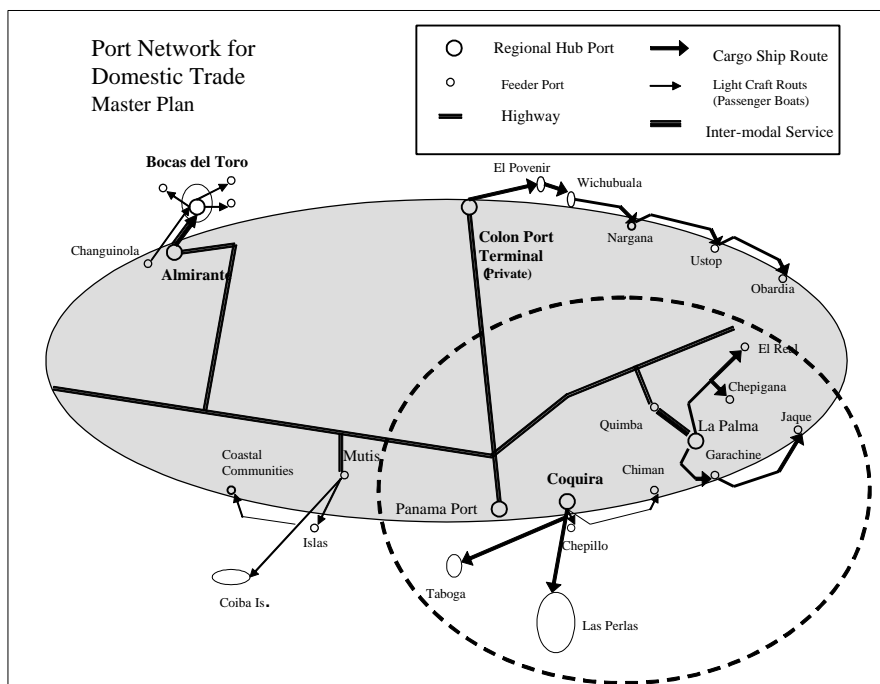 Port Network for
Domestic Trade
Master Plan
Regional Hub Port
Cargo Ship Route
Feeder Port
Light Craft Routs
(Passenger Boats)
Highway
Inter-modal Service
Bocas del Toro
El Povenir
Wichubuala
Changuinola
Almirante
Colon Port
Terminal
(Private)
Nargana
Ustop
Obardia
El Real
Chepigana
Quimba
La Palma
Jaque
Garachine
Coastal
Communities
Mutis
Chiman
Coquira
Panama Port
Islas
Chepillo
Taboga
Coiba Is.
Las Perlas